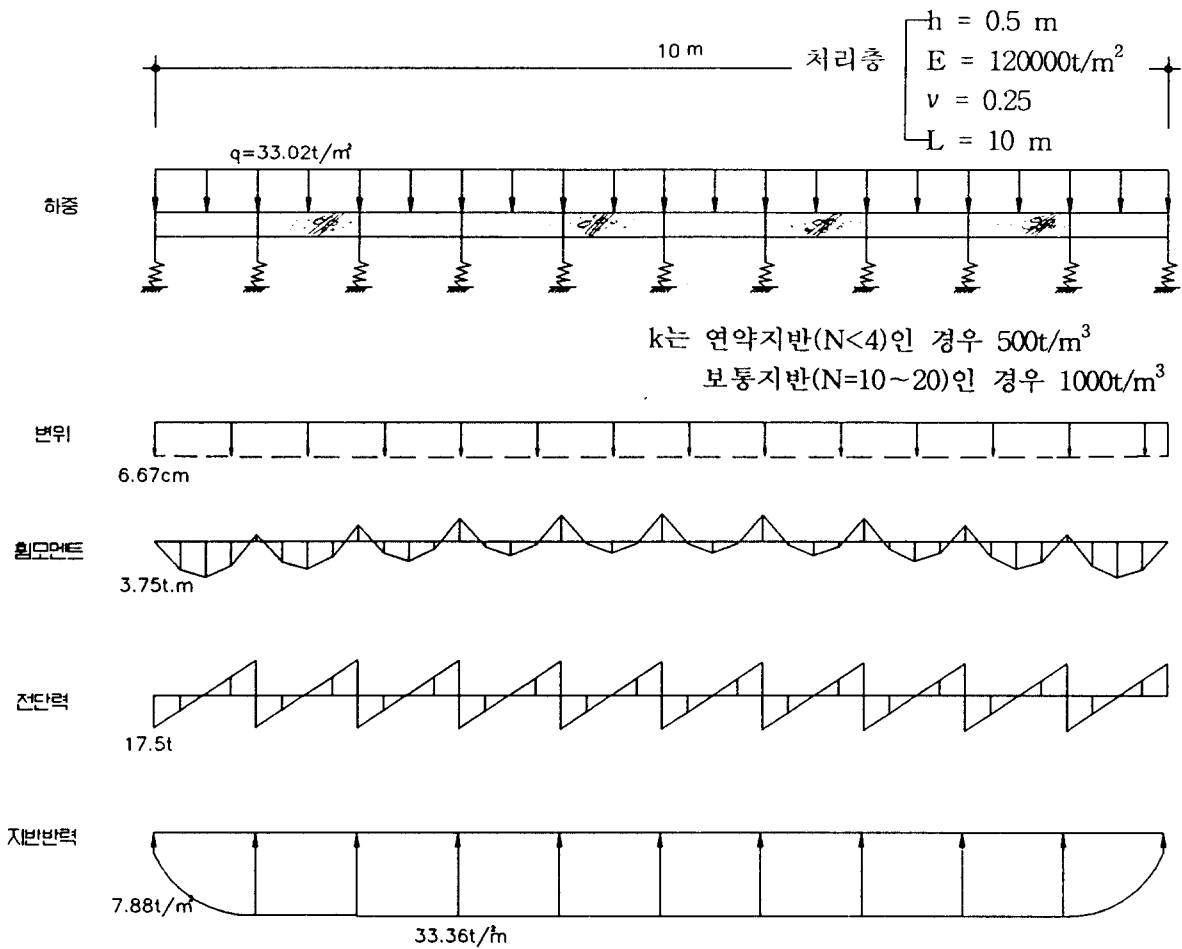 10 m
처리층
h = 0.5 m
E = 120000t/m²
ν = 0.25
L = 10 m
q=33.02t/㎡
하중
k는 연약지반(N<4)인 경우 500t/m³
보통지반(N=10~20)인 경우 1000t/m³
변위
6.67cm
휨모멘트
3.75t.m
전단력
17.5t
지반반력
7.88t/㎡
33.36t/㎡